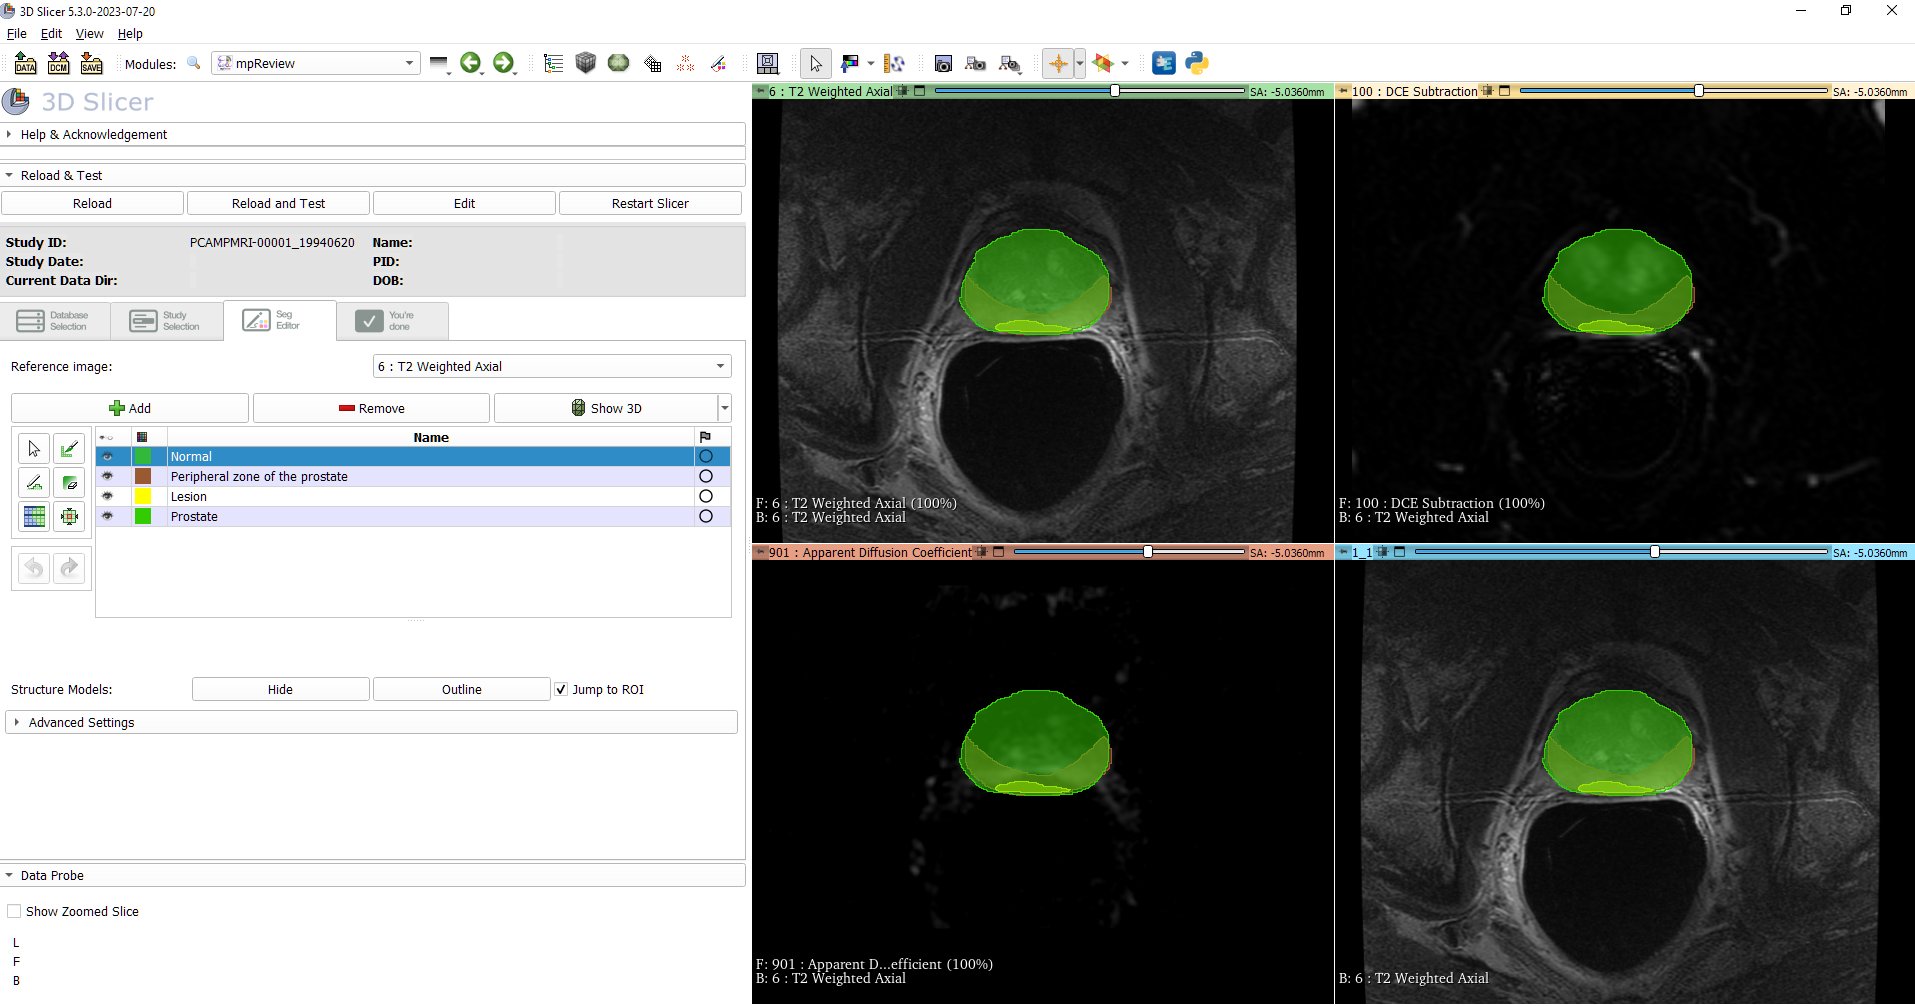 3D Slicer 5.3.0-2023-07-20
File Edit View Help
DATA DCM SAVE Modules: mpReview
3D Slicer
Help & Acknowledgement
Reload & Test
Reload Reload and Test Edit Restart Slicer
Study ID: PCAMPMRI-00001_19940620 Name:
Study Date: PID:
Current Data Dir: DOB:
Database Selection Study Selection Seg Editor You're done
Reference image: 6 : T2 Weighted Axial
Add Remove Show 3D
Name
Normal
Peripheral zone of the prostate
Lesion
Prostate
Structure Models: Hide Outline Jump to ROI
Advanced Settings
Data Probe
Show Zoomed Slice
L
F
B
6 : T2 Weighted Axial SA: -5.0360mm
F: 6 : T2 Weighted Axial (100%)
B: 6 : T2 Weighted Axial
100 : DCE Subtraction SA: -5.0360mm
F: 100 : DCE Subtraction (100%)
B: 6 : T2 Weighted Axial
901 : Apparent Diffusion Coefficient SA: -5.0360mm
F: 901 : Apparent D...efficient (100%)
B: 6 : T2 Weighted Axial
1_1 SA: -5.0360mm
B: 6 : T2 Weighted Axial